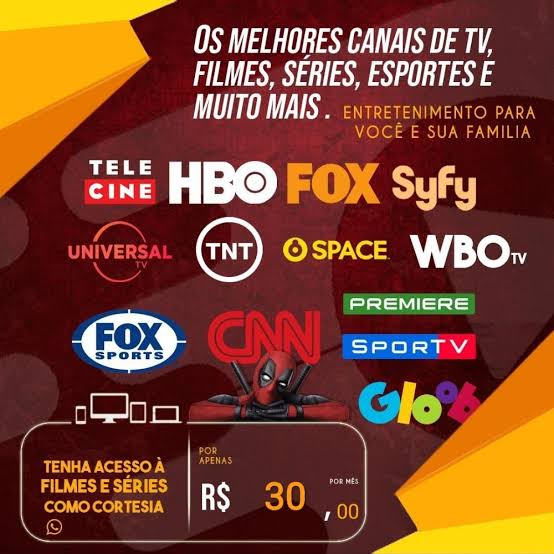 OS MELHORES CANAIS DE TV,
FILMES, SÉRIES, ESPORTES E
MUITO MAIS.
ENTRETENIMENTO PARA
VOCÊ E SUA FAMILIA
TELE
CINE
HBO
FOX
Syfy
UNIVERSAL
TV
TNT
SPACE
WBO TV
PREMIERE
FOX
SPORTS
CNN
SPORTV
Gloob
TENHA ACESSO À
FILMES E SÉRIES
COMO CORTESIA
POR
APENAS
R$ 30,00
POR MÊS